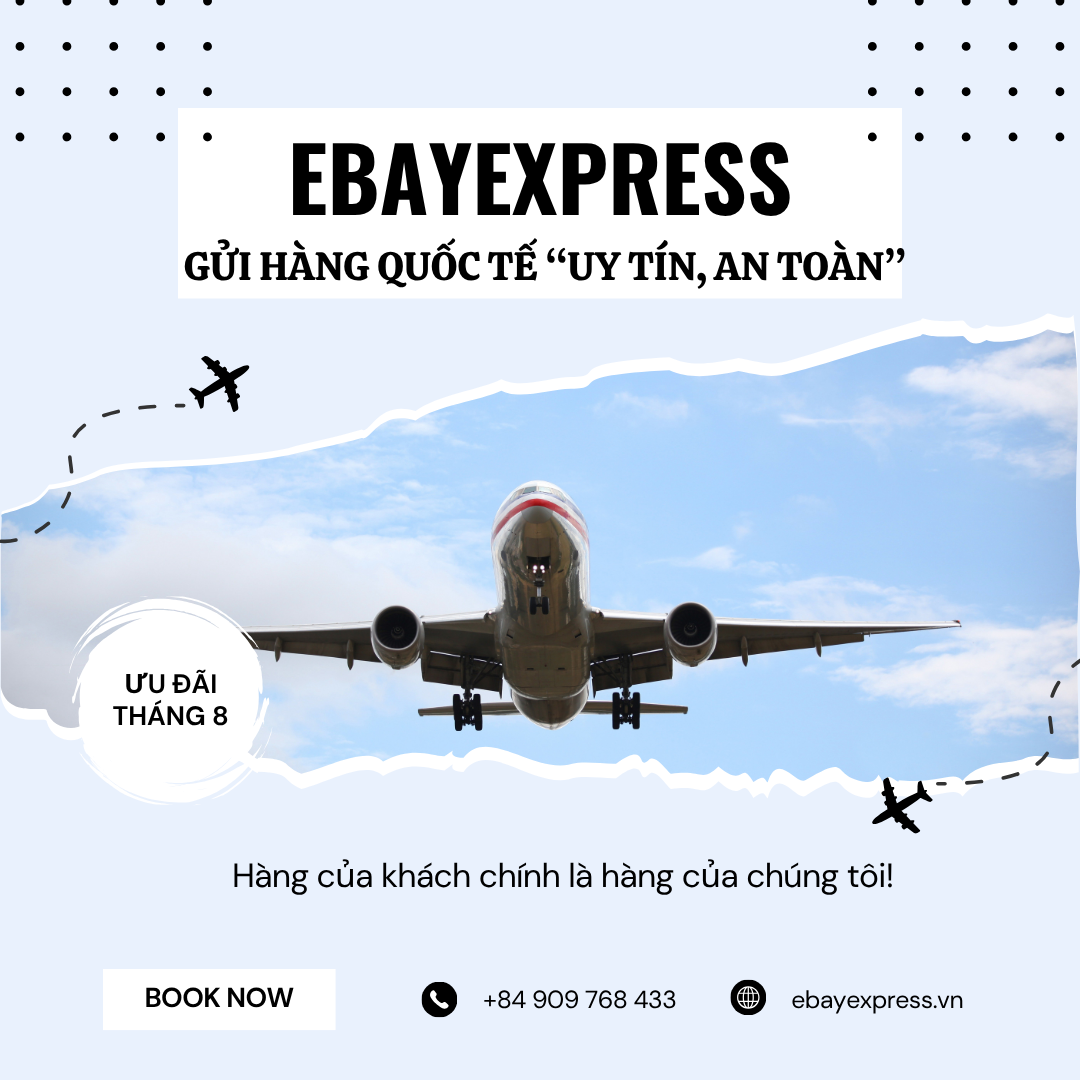 EBAYEXPRESS
GỬI HÀNG QUỐC TẾ “UY TÍN, AN TOÀN”
ƯU ĐÃI
THÁNG 8
Hàng của khách chính là hàng của chúng tôi!
BOOK NOW
+84 909 768 433
ebayexpress.vn